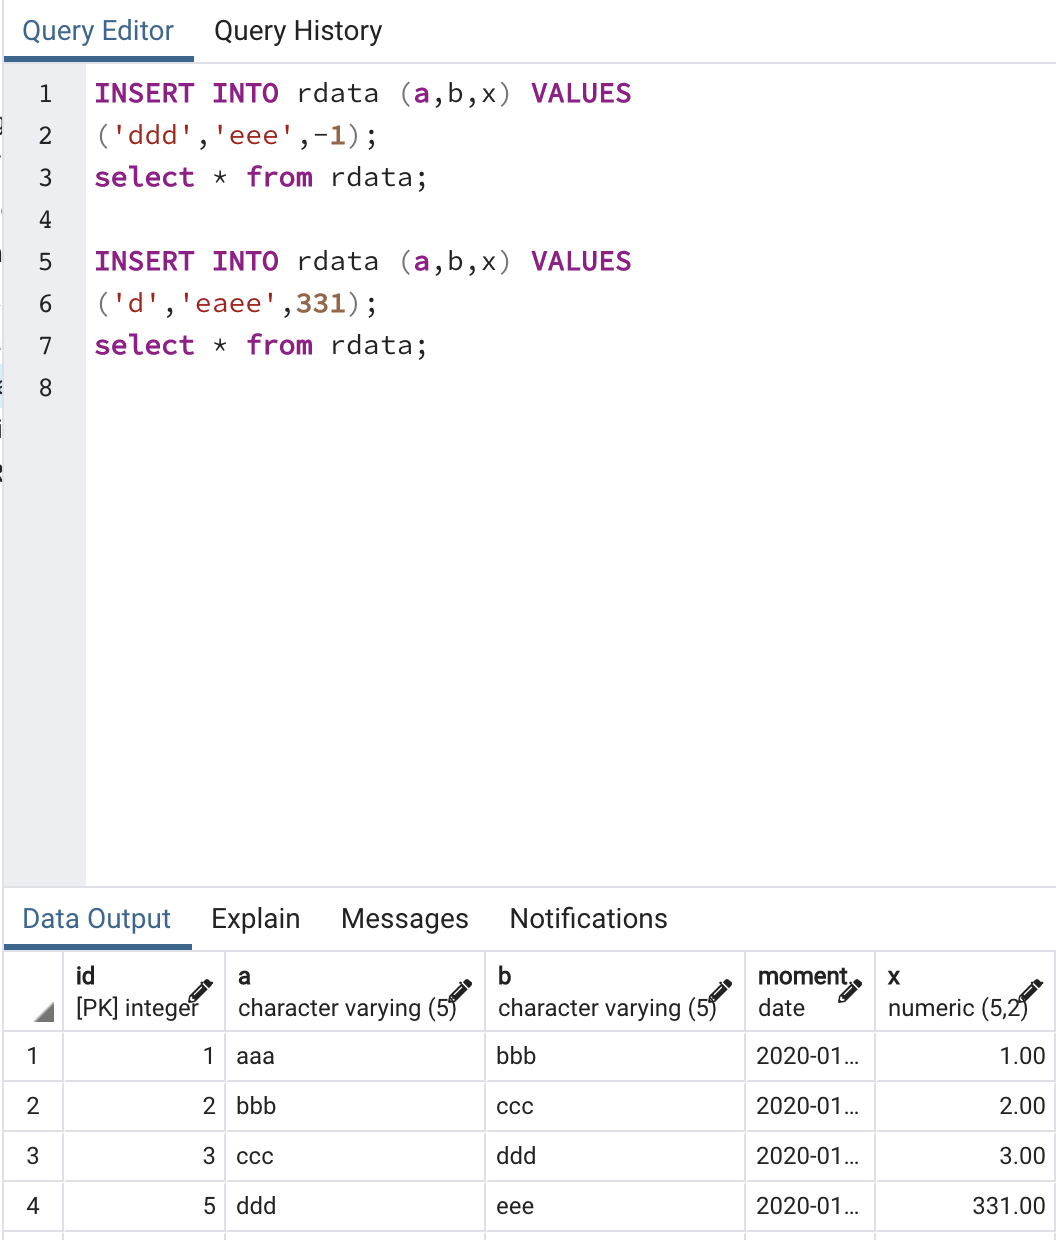 Query Editor Query History
1 INSERT INTO rdata (a,b,x) VALUES
2 ('ddd','eee',-1);
3 select * from rdata;
4
5 INSERT INTO rdata (a,b,x) VALUES
6 ('d','eaee',331);
7 select * from rdata;
8
Data Output Explain Messages Notifications
id a b moment x
[PK] integer character varying (5) character varying (5) date numeric (5,2)
1 1 aaa bbb 2020-01... 1.00
2 2 bbb ccc 2020-01... 2.00
3 3 ccc ddd 2020-01... 3.00
4 5 ddd eee 2020-01... 331.00